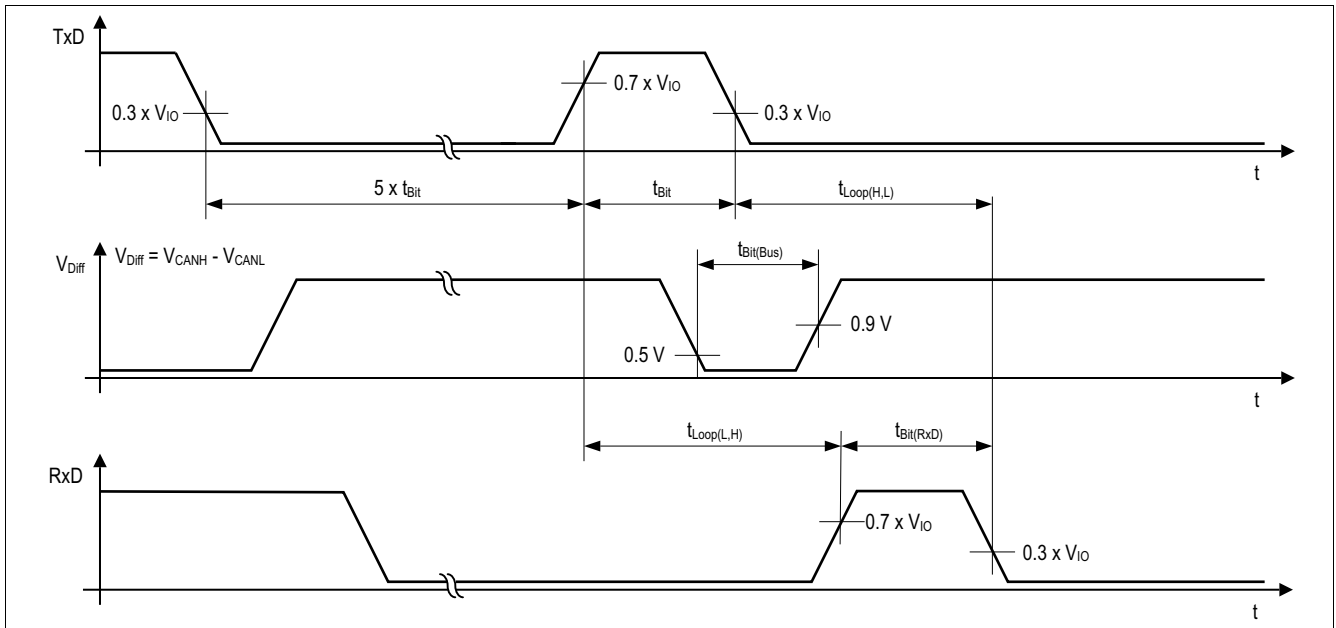 TxD
0.7 x VIO
0.3 x VIO
0.3 x VIO
t
5 x tBit
tBit
tLoop(H,L)
VDiff
VDiff = VCANH - VCANL
tBit(Bus)
0.9 V
0.5 V
t
tLoop(L,H)
tBit(RxD)
RxD
0.7 x VIO
0.3 x VIO
t